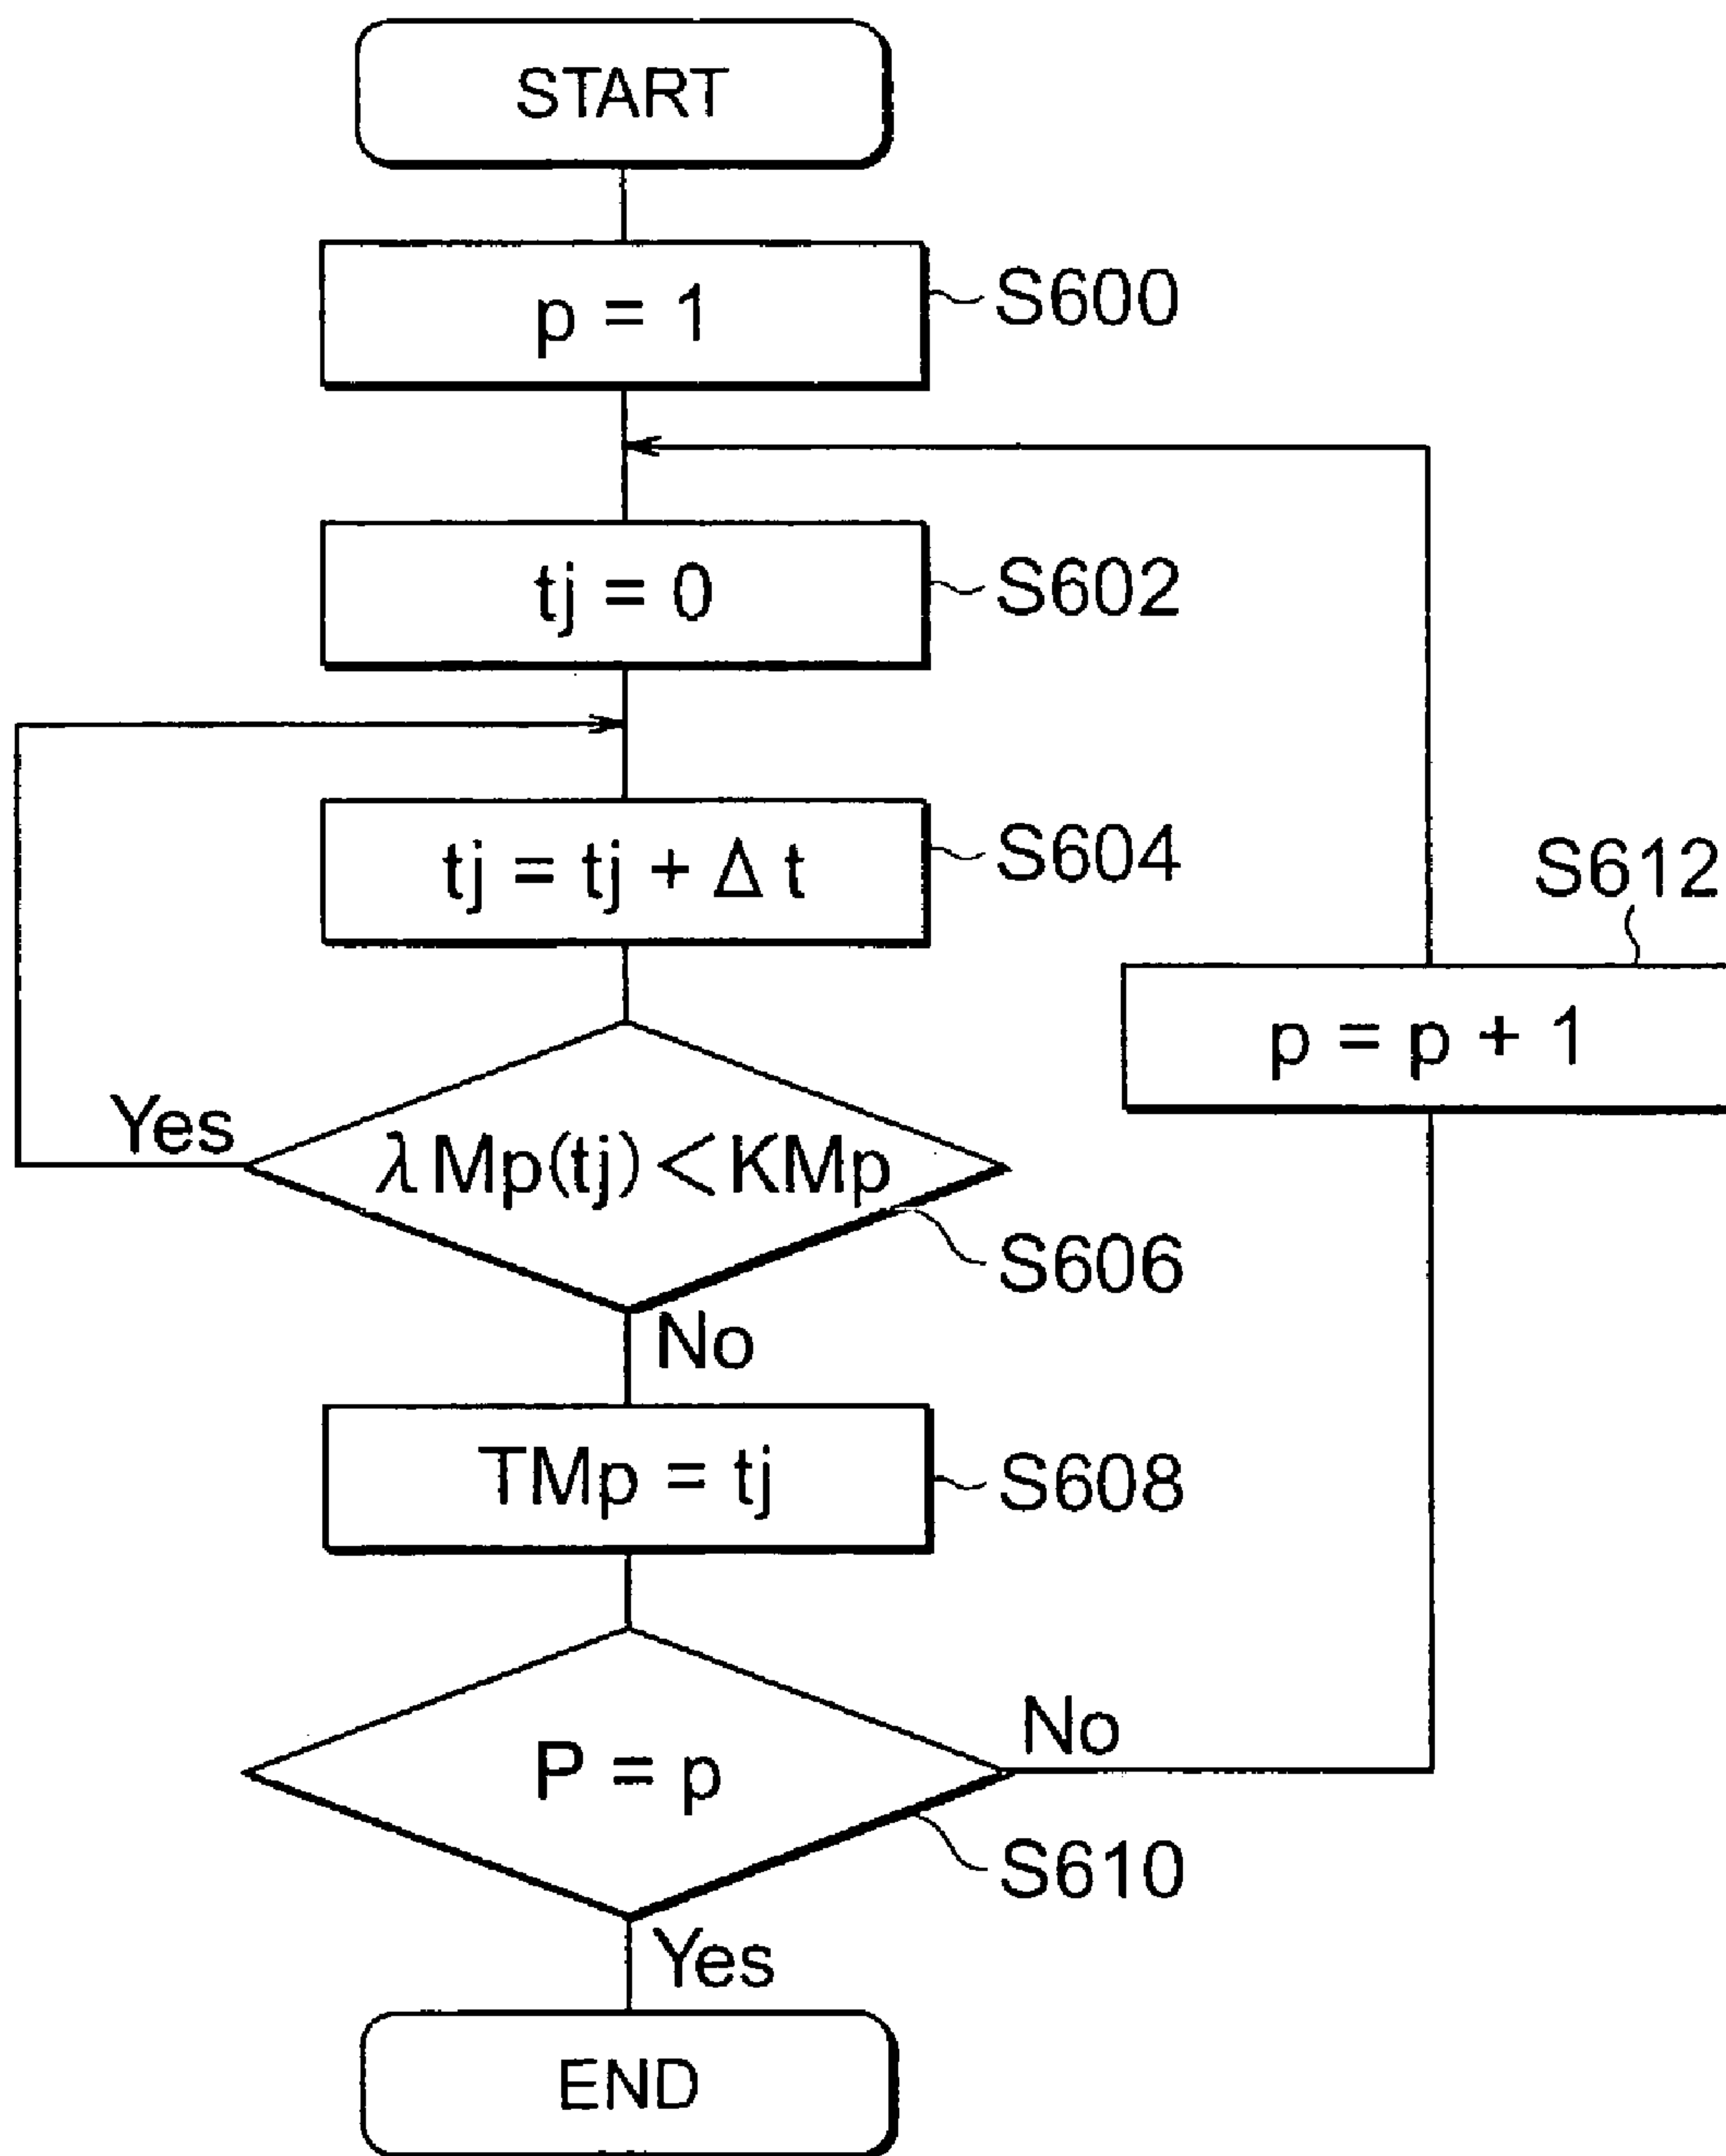 START
p = 1
S600
tj = 0
S602
tj = tj + Δ t
S604
S612
p = p + 1
Yes
λ Mp(tj) < KMp
S606
No
TMp = tj
S608
P = p
No
S610
Yes
END